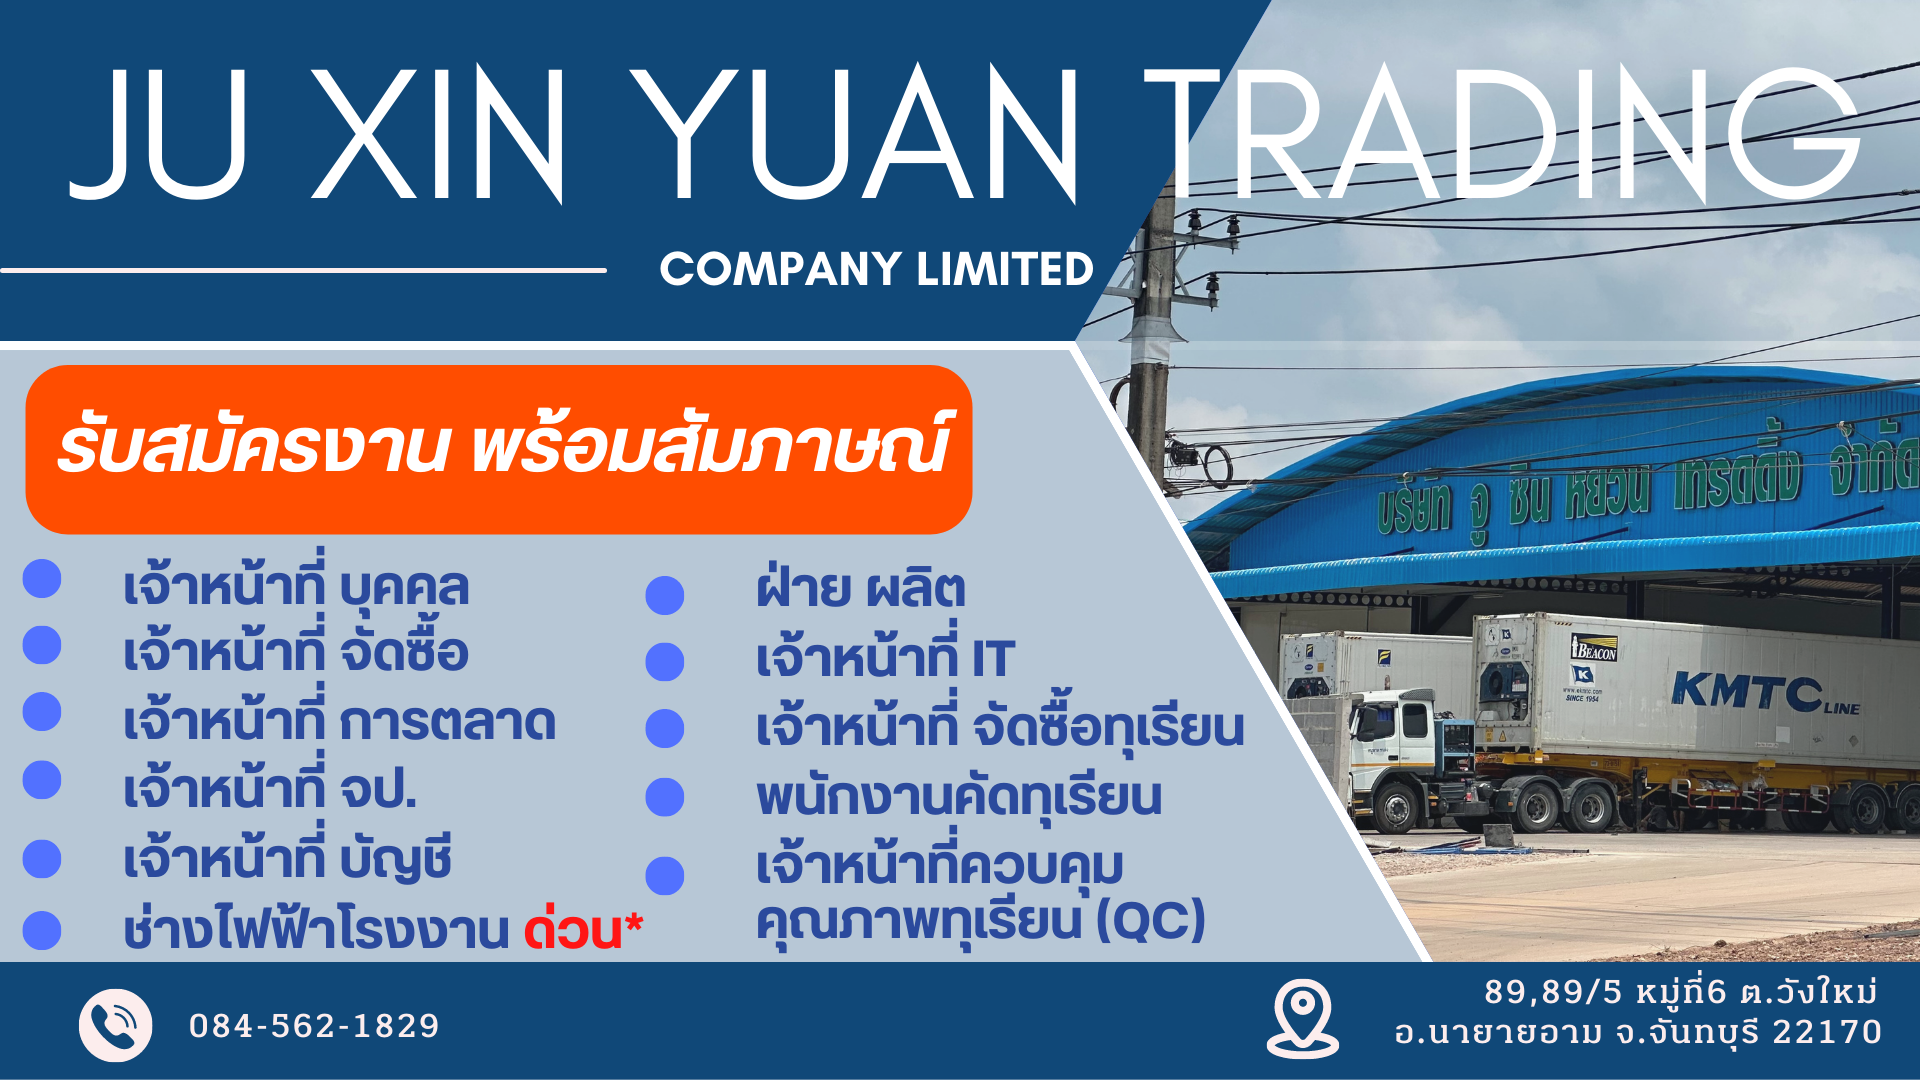 JU XIN YUAN TRADING
COMPANY LIMITED
รับสมัครงาน พร้อมสัมภาษณ์
เจ้าหน้าที่ บุคคล
เจ้าหน้าที่ จัดซื้อ
เจ้าหน้าที่ การตลาด
เจ้าหน้าที่ จป.
เจ้าหน้าที่ บัญชี
ช่างไฟฟ้าโรงงาน ด่วน*
ฝ่าย ผลิต
เจ้าหน้าที่ IT
เจ้าหน้าที่ จัดซื้อทุเรียน
พนักงานคัดทุเรียน
เจ้าหน้าที่ควบคุม
คุณภาพทุเรียน (QC)
บริษัท จู ซิน หยวน เทรดดิ้ง จำกัด
BEACON
www.ekmtc.com
SINCE 1954
KMTC LINE
084-562-1829
89,89/5 หมู่ที่6 ต.วังใหม่
อ.นายายอาม จ.จันทบุรี 22170